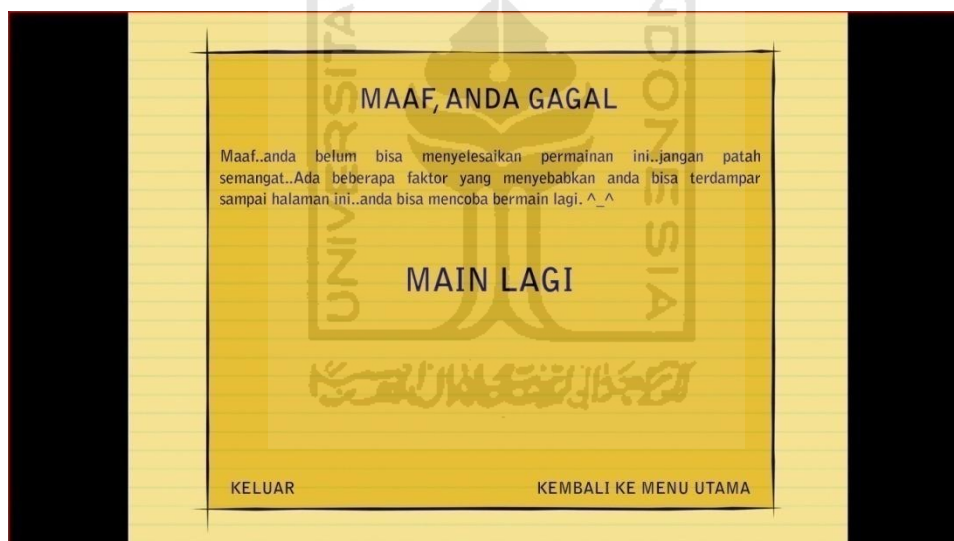 MAAF, ANDA GAGAL
Maaf..anda belum bisa menyelesaikan permainan ini..jangan patah
semangat..Ada beberapa faktor yang menyebabkan anda bisa terdampar
sampai halaman ini..anda bisa mencoba bermain lagi. ^_^
MAIN LAGI
KELUAR
KEMBALI KE MENU UTAMA